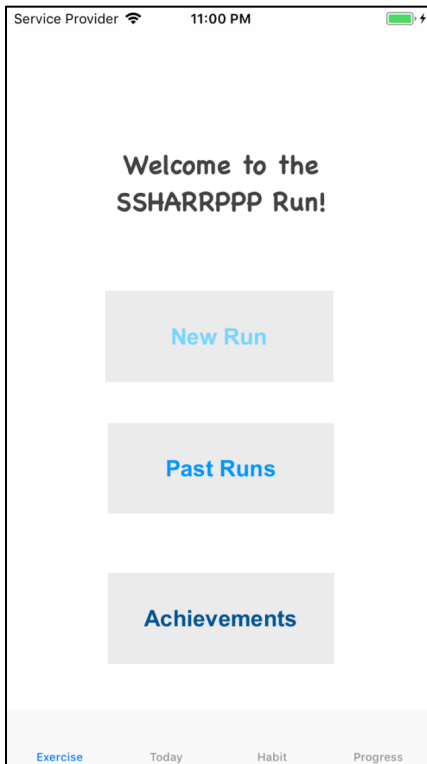 Service Provider 11:00 PM
Welcome to the
SSHARRPPP Run!
New Run
Past Runs
Achievements
Exercise Today Habit Progress